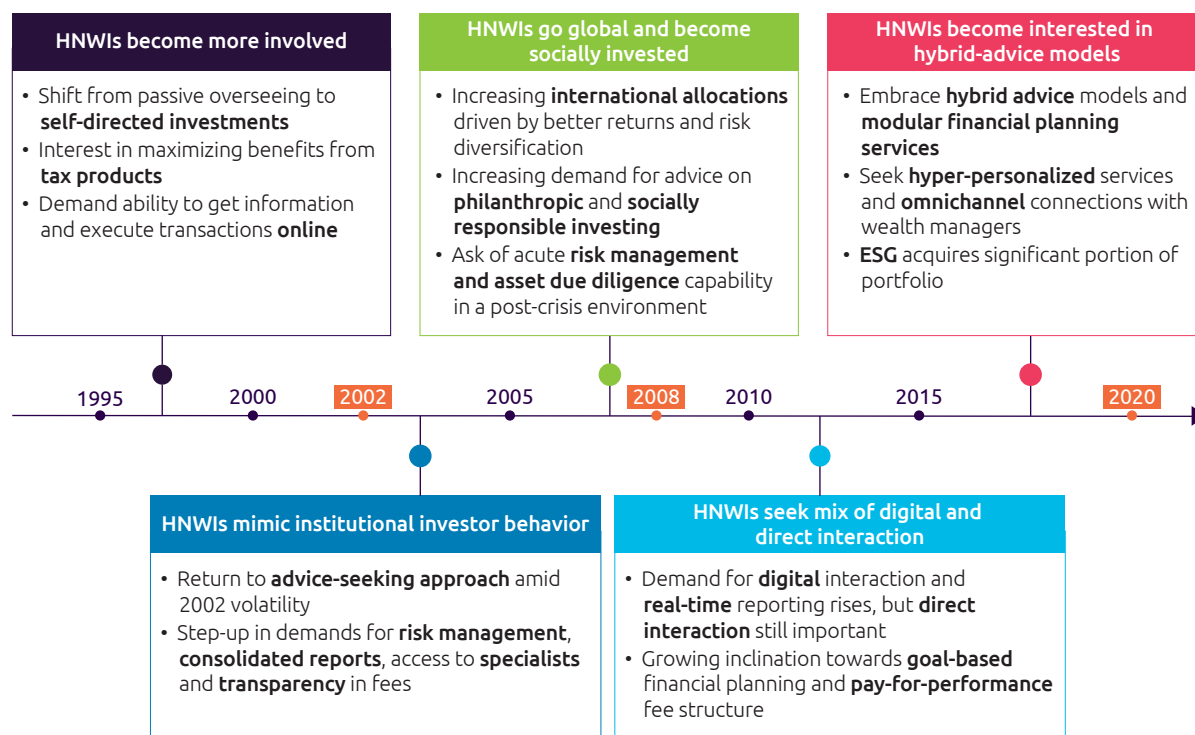 HNWIs become more involved
• Shift from passive overseeing to
self-directed investments
• Interest in maximizing benefits from
tax products
• Demand ability to get information
and execute transactions online
HNWIs go global and become
socially invested
• Increasing international allocations
driven by better returns and risk
diversification
• Increasing demand for advice on
philanthropic and socially
responsible investing
• Ask of acute risk management
and asset due diligence capability
in a post-crisis environment
HNWIs become interested in
hybrid-advice models
• Embrace hybrid advice models and
modular financial planning
services
• Seek hyper-personalized services
and omnichannel connections with
wealth managers
• ESG acquires significant portion of
portfolio
1995
2000
2002
2005
2008
2010
2015
2020
HNWIs mimic institutional investor behavior
• Return to advice-seeking approach amid
2002 volatility
• Step-up in demands for risk management,
consolidated reports, access to specialists
and transparency in fees
HNWIs seek mix of digital and
direct interaction
• Demand for digital interaction and
real-time reporting rises, but direct
interaction still important
• Growing inclination towards goal-based
financial planning and pay-for-performance
fee structure